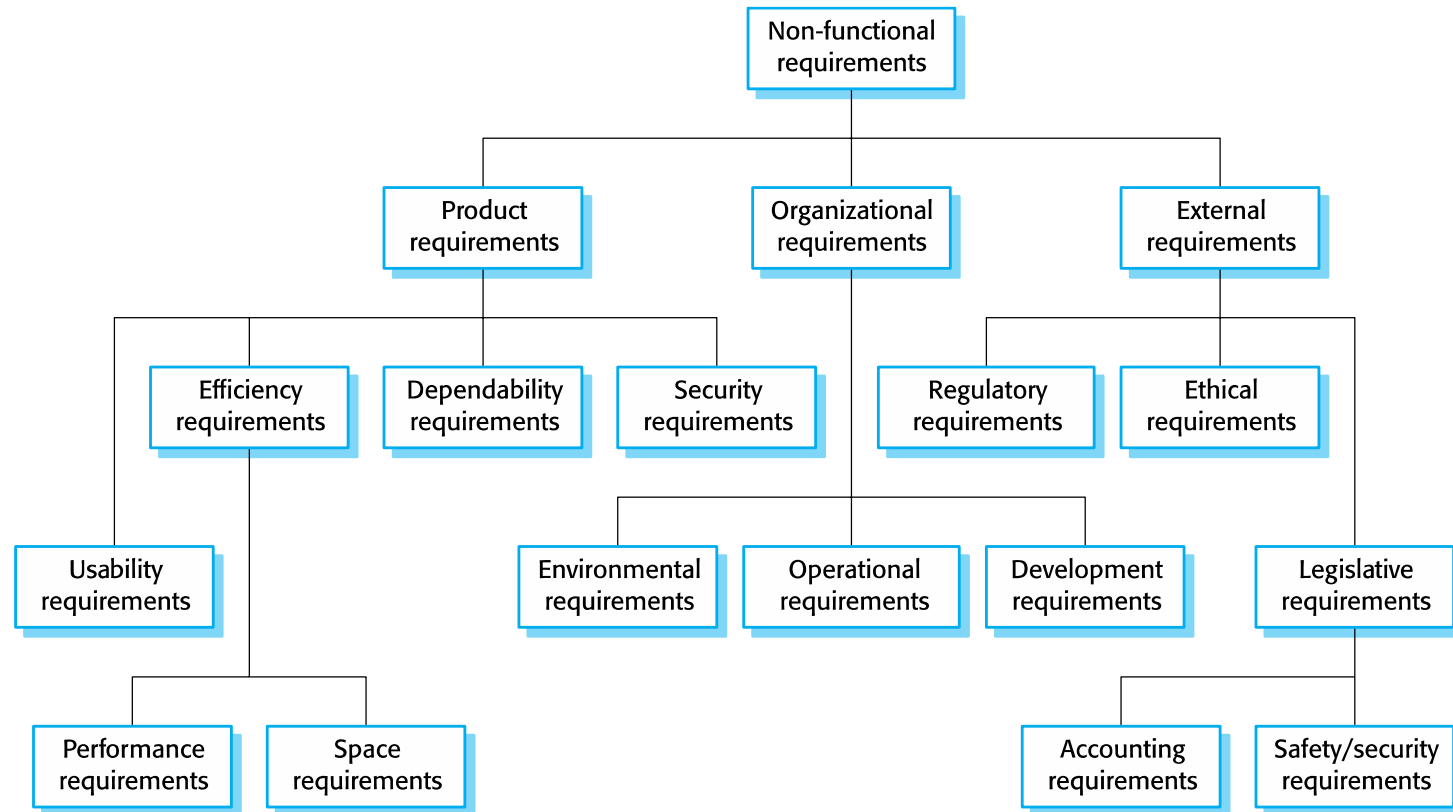 Non-functional
requirements
Product
requirements
Organizational
requirements
External
requirements
Efficiency
requirements
Dependability
requirements
Security
requirements
Regulatory
requirements
Ethical
requirements
Usability
requirements
Environmental
requirements
Operational
requirements
Development
requirements
Legislative
requirements
Performance
requirements
Space
requirements
Accounting
requirements
Safety/security
requirements